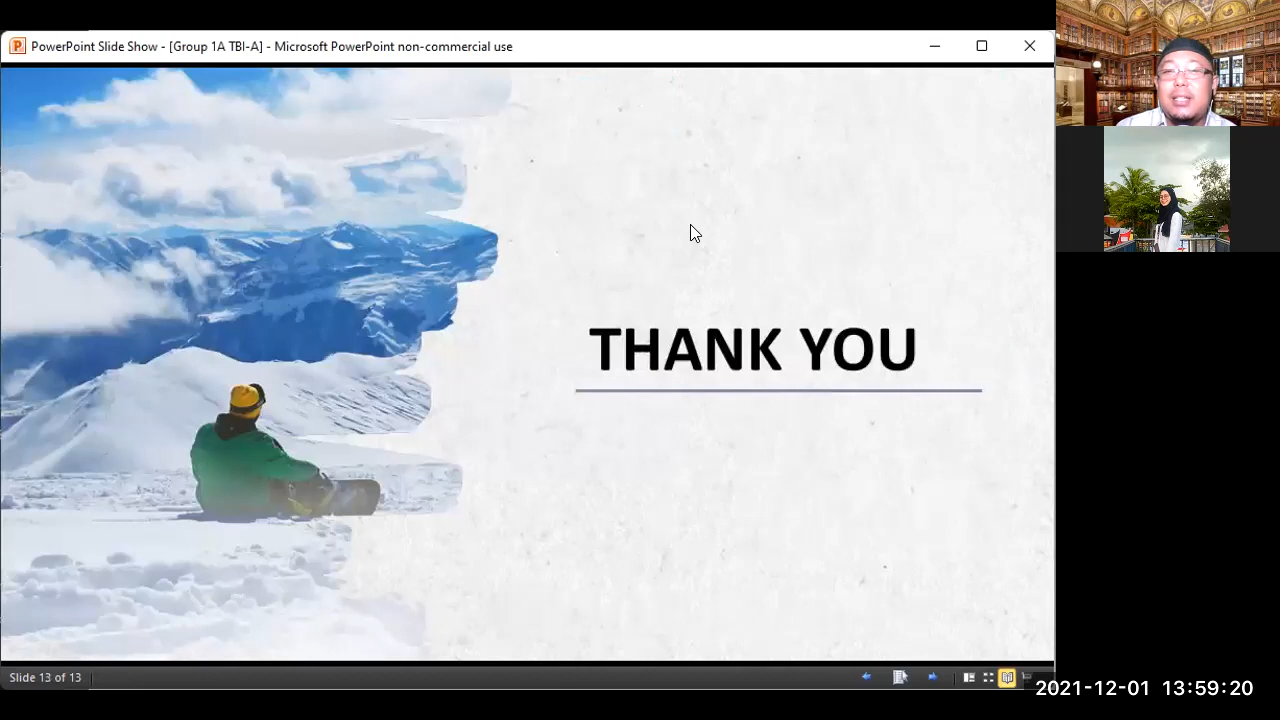 PowerPoint Slide Show - [Group 1A TBI-A] - Microsoft PowerPoint non-commercial use
THANK YOU
Slide 13 of 13
2021-12-01 13:59:20